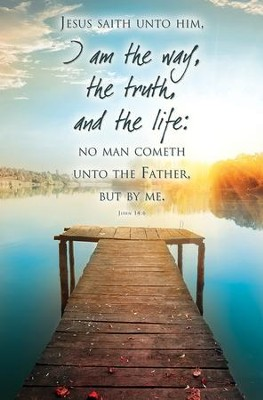 Jesus saith unto him,
I am the way,
the truth,
and the life:
no man cometh
unto the Father,
but by me.
John 14:6